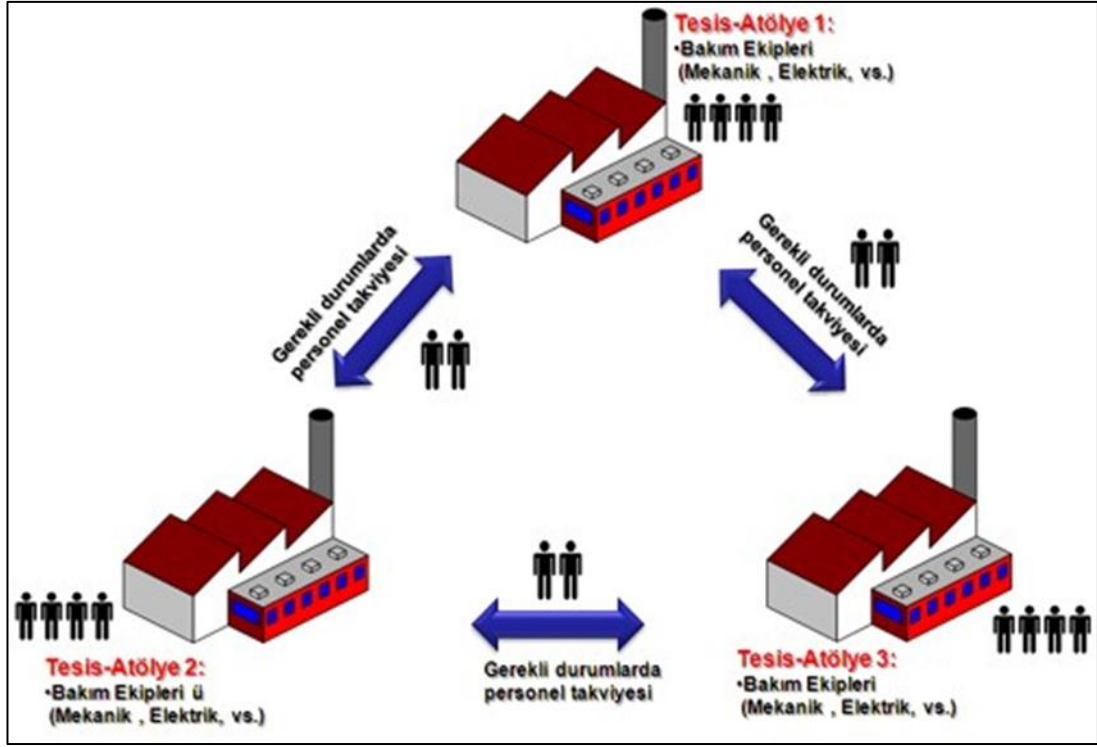 Tesis-Atölye 1:
•Bakım Ekipleri
(Mekanik , Elektrik, vs.)
Gerekli durumlarda
personel takviyesi
Gerekli durumlarda
personel takviyesi
Gerekli durumlarda
personel takviyesi
Tesis-Atölye 2:
•Bakım Ekipleri ü
(Mekanik , Elektrik, vs.)
Tesis-Atölye 3:
•Bakım Ekipleri
(Mekanik , Elektrik, vs.)